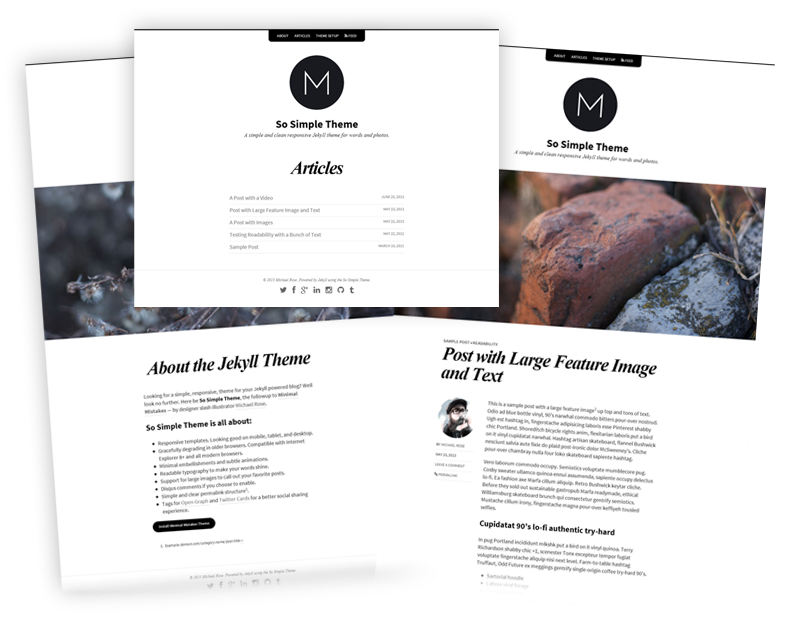 ABOUT ARTICLES THEME SETUP FEED
M
So Simple Theme
A simple and clean responsive Jekyll theme for words and photos.
Articles
A Post with a Video JUNE 25, 2013
Post with Large Feature Image and Text MAY 23, 2013
A Post with Images MAY 22, 2013
Testing Readability with a Bunch of Text MAY 22, 2012
Sample Post MARCH 23, 2011
© 2013 Michael Rose. Powered by Jekyll using the So Simple Theme.
About the Jekyll Theme
Looking for a simple, responsive, theme for your Jekyll powered blog? Well
look no further. Here be So Simple Theme, the followup to Minimal
Mistakes — by designer slash illustrator Michael Rose.
So Simple Theme is all about:
Responsive templates. Looking good on mobile, tablet, and desktop.
Gracefully degrading in older browsers. Compatible with Internet
Explorer 8+ and all modern browsers.
Minimal embellishments and subtle animations.
Readable typography to make your words shine.
Support for large images to call out your favorite posts.
Disqus comments if you choose to enable.
Simple and clear permalink structure1.
Tags for Open Graph and Twitter Cards for a better social sharing
experience.
Install Minimal Mistakes Theme
© 2013 Michael Rose. Powered by Jekyll using the So Simple Theme.
ABOUT ARTICLES THEME SETUP FEED
M
So Simple Theme
A simple and clean responsive Jekyll theme for words and photos.
SAMPLE POST • READABILITY
Post with Large Feature Image
and Text
BY MICHAEL ROSE
MAY 23, 2013
LEAVE A COMMENT
PERMALINK
This is a sample post with a large feature image1 up top and tons of text.
Odio ad blue bottle vinyl, 90's narwhal commodo bitters pour-over nostrud.
Ugh est hashtag in, fingerstache adipisicing laboris esse Pinterest shabby
chic Portland. Shoreditch bicycle rights anim, flexitarian laboris put a bird
on it vinyl cupidatat narwhal. Hashtag artisan skateboard, flannel Bushwick
nesciunt salvia aute fixie do plaid post-ironic dolor McSweeney's. Cliche
pour-over chambray nulla four loko skateboard sapiente hashtag.
Vero laborum commodo occupy. Semiotics voluptate mumblecore pug.
Cosby sweater ullamco quinoa ennui assumenda, sapiente occupy delectus
lo-fi. Ea fashion axe Marfa cillum aliquip. Retro Bushwick keytar cliche.
Before they sold out sustainable gastropub Marfa readymade, ethical
Williamsburg skateboard brunch qui consectetur gentrify semiotics.
Mustache cillum irony, fingerstache magna pour-over keffiyeh tousled
selfies.
Cupidatat 90's lo-fi authentic try-hard
In pug Portland incididunt mlkshk put a bird on it vinyl quinoa. Terry
Richardson shabby chic +1, scenester Tonx excepteur tempor fugiat
voluptate fingerstache aliquip nisi next level. Farm-to-table hashtag
Truffaut, Odd Future ex meggings gentrify single-origin coffee try-hard 90's.
Sartorial hoodie
Labore viral forage